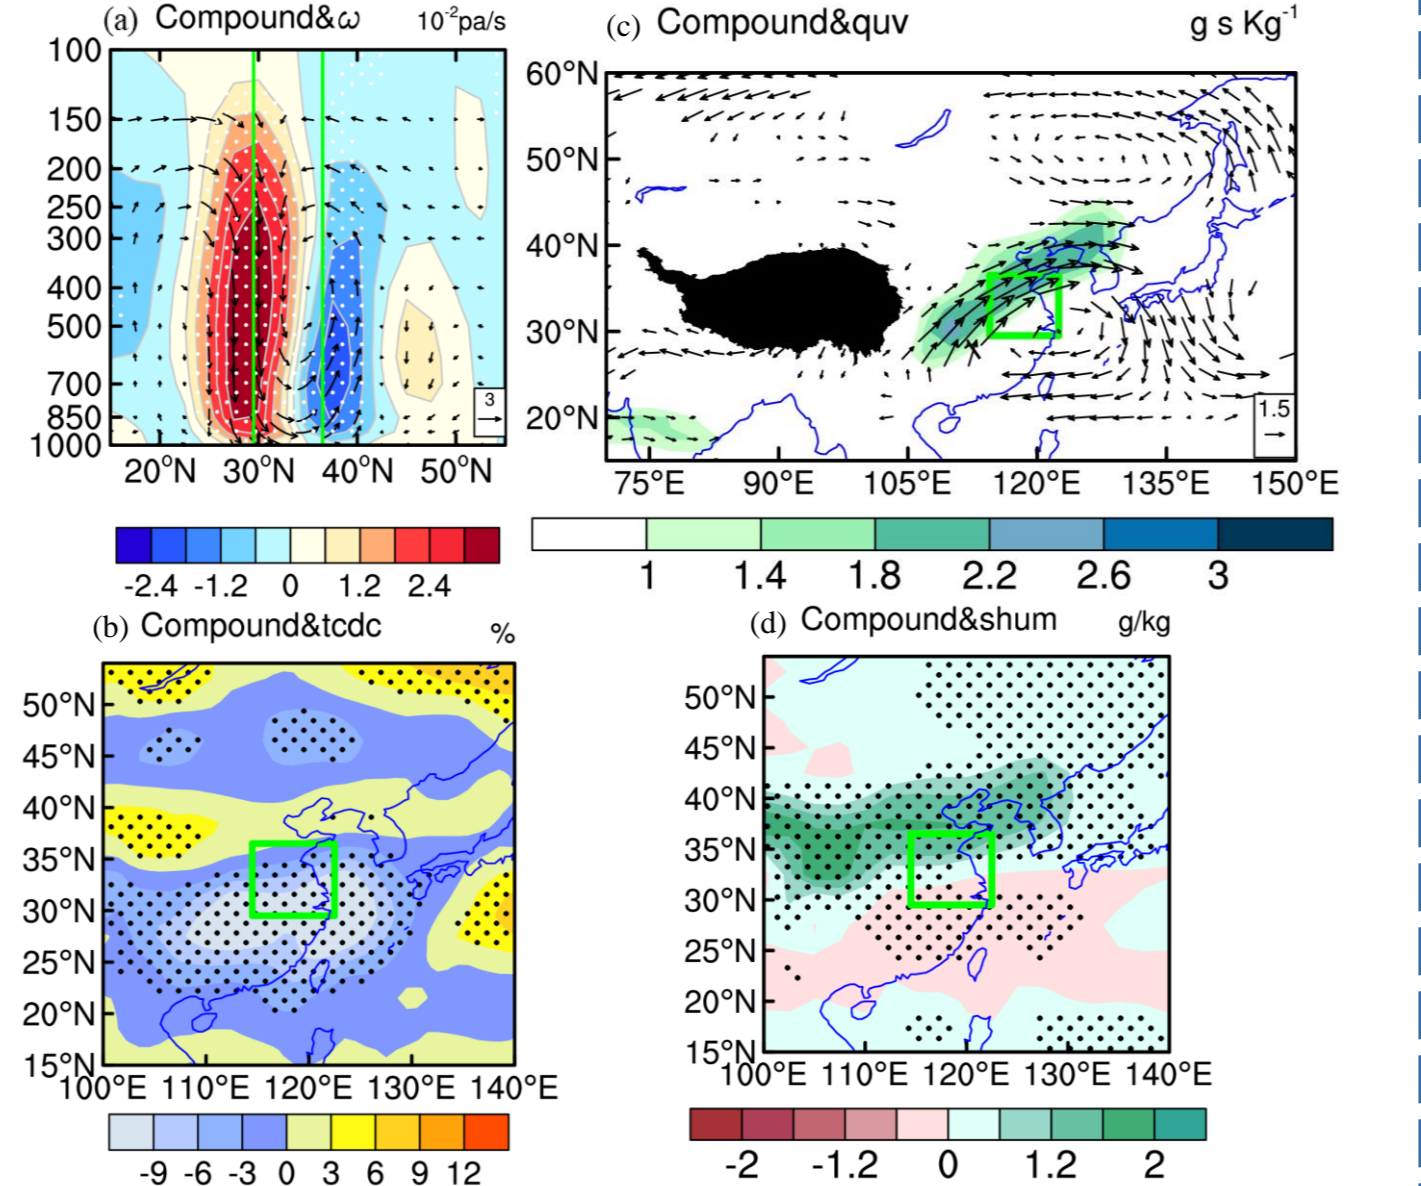 (a) Compound&ω 10⁻²pa/s
100
150
200
250
300
400
500
700
850
1000
3
20°N 30°N 40°N 50°N
-2.4 -1.2 0 1.2 2.4
(c) Compound&quv g s Kg⁻¹
60°N
50°N
40°N
30°N
20°N
1.5
75°E 90°E 105°E 120°E 135°E 150°E
1 1.4 1.8 2.2 2.6 3
(b) Compound&tcdc %
50°N
45°N
40°N
35°N
30°N
25°N
20°N
15°N
100°E 110°E 120°E 130°E 140°E
-9 -6 -3 0 3 6 9 12
(d) Compound&shum g/kg
50°N
45°N
40°N
35°N
30°N
25°N
20°N
15°N
100°E 110°E 120°E 130°E 140°E
-2 -1.2 0 1.2 2